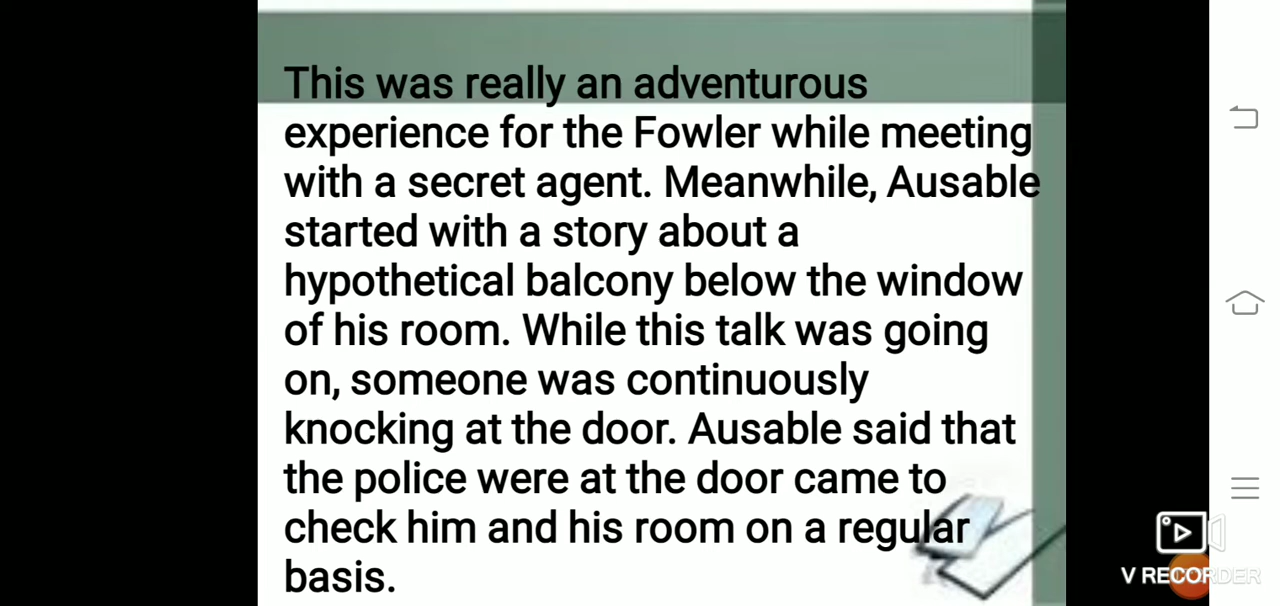 This was really an adventurous
experience for the Fowler while meeting
with a secret agent. Meanwhile, Ausable
started with a story about a
hypothetical balcony below the window
of his room. While this talk was going
on, someone was continuously
knocking at the door. Ausable said that
the police were at the door came to
check him and his room on a regular
basis.
V RECORDER